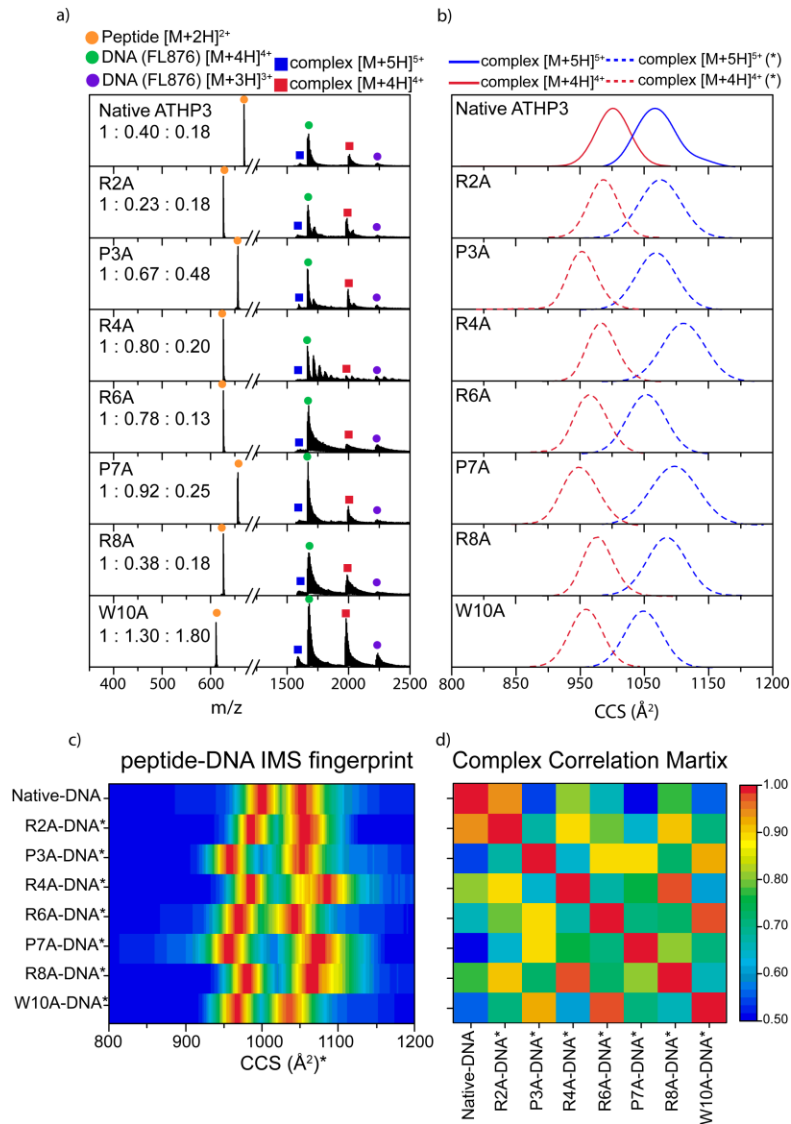 a)
Peptide [M+2H]²⁺
DNA (FL876) [M+4H]⁴⁺
DNA (FL876) [M+3H]³⁺
complex [M+5H]⁵⁺
complex [M+4H]⁴⁺
Native ATHP3
1 : 0.40 : 0.18
R2A
1 : 0.23 : 0.18
P3A
1 : 0.67 : 0.48
R4A
1 : 0.80 : 0.20
R6A
1 : 0.78 : 0.13
P7A
1 : 0.92 : 0.25
R8A
1 : 0.38 : 0.18
W10A
1 : 1.30 : 1.80
400 600 1500 2000 2500
m/z
b)
complex [M+5H]⁵⁺
complex [M+5H]⁵⁺ (*)
complex [M+4H]⁴⁺
complex [M+4H]⁴⁺ (*)
Native ATHP3
R2A
P3A
R4A
R6A
P7A
R8A
W10A
800 850 950 1050 1150 1200
CCS (Å²)
c)
peptide-DNA IMS fingerprint
Native-DNA
R2A-DNA*
P3A-DNA*
R4A-DNA*
R6A-DNA*
P7A-DNA*
R8A-DNA*
W10A-DNA*
800 900 1000 1100 1200
CCS (Å²)*
d)
Complex Correlation Martix
1.00
0.90
0.80
0.70
0.60
0.50
Native-DNA
R2A-DNA*
P3A-DNA*
R4A-DNA*
R6A-DNA*
P7A-DNA*
R8A-DNA*
W10A-DNA*